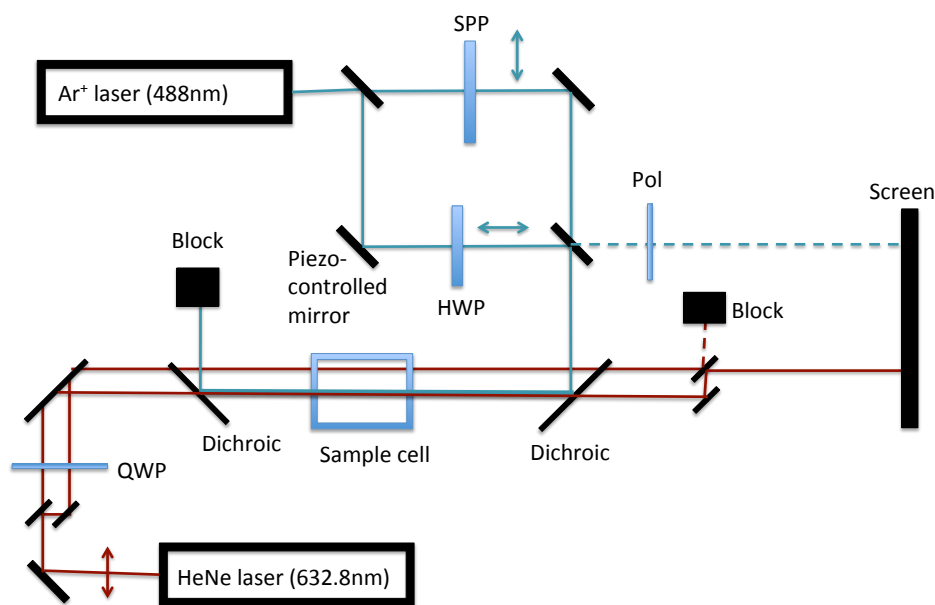 SPP
Ar⁺ laser (488nm)
Pol
Screen
Block
Piezo-
controlled
mirror
HWP
Block
Dichroic
Sample cell
Dichroic
QWP
HeNe laser (632.8nm)